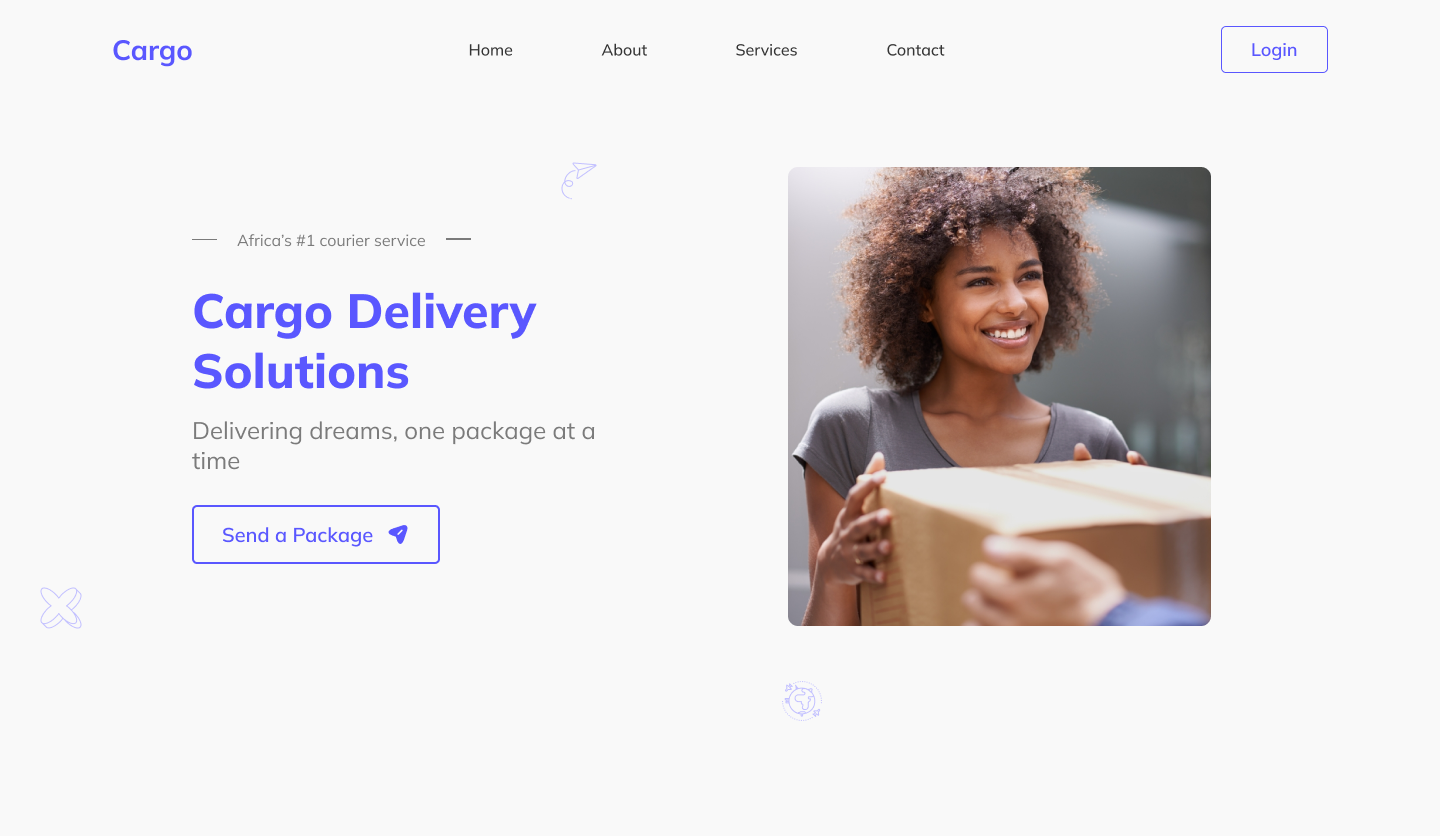 Cargo
Home
About
Services
Contact
Login
Africa's #1 courier service
Cargo Delivery
Solutions
Delivering dreams, one package at a
time
Send a Package